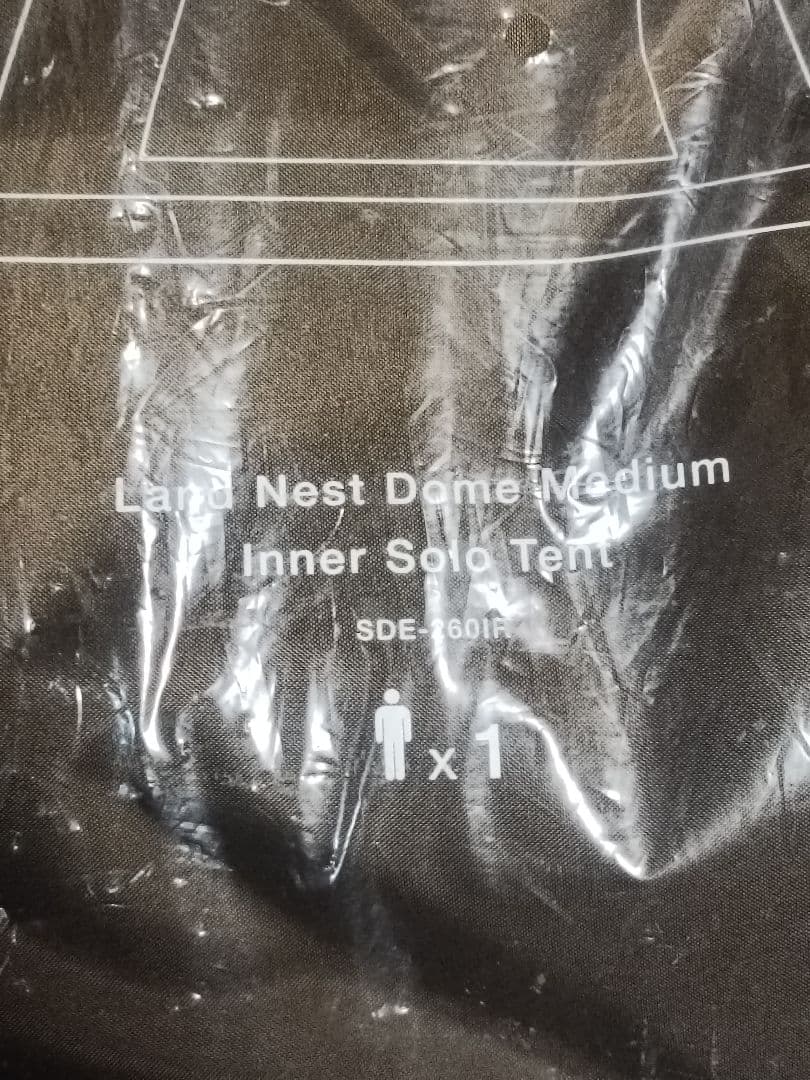 Land Nest Dome Medium
Inner Solo Tent
SDE-260IR
x 1